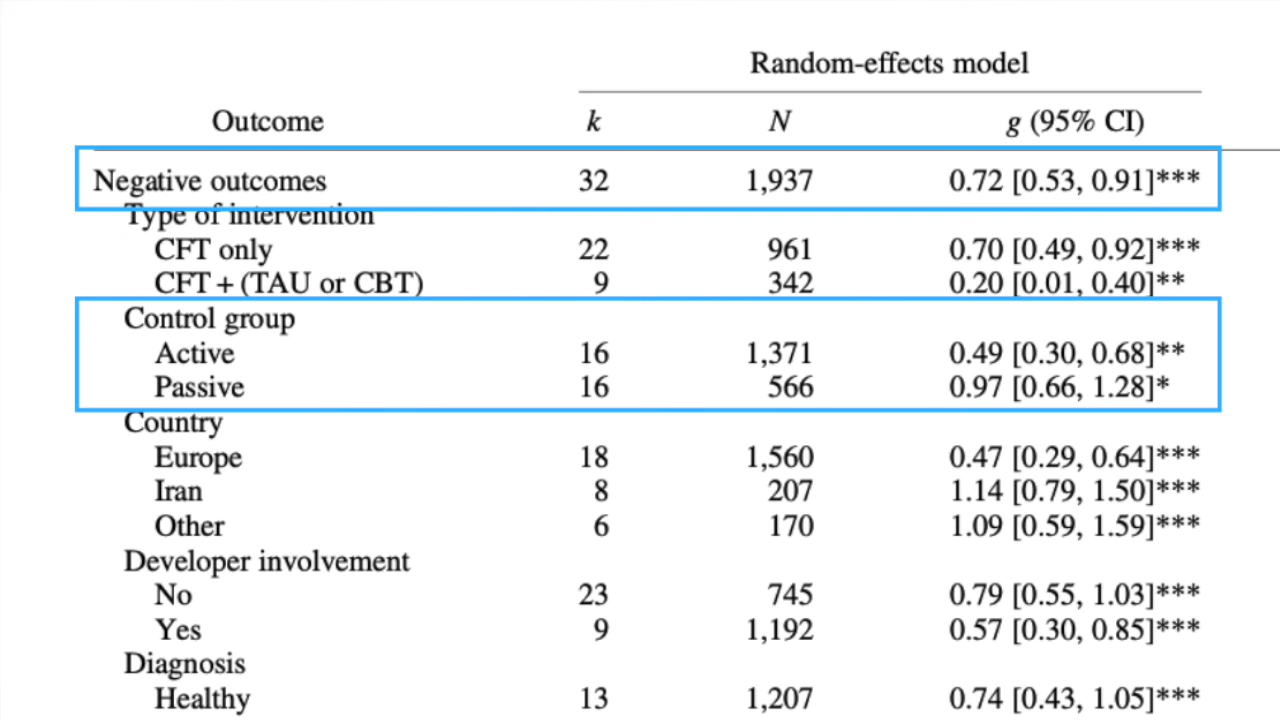 Random-effects model
Outcome k N g (95% CI)
Negative outcomes 32 1,937 0.72 [0.53, 0.91]***
Type of intervention
CFT only 22 961 0.70 [0.49, 0.92]***
CFT + (TAU or CBT) 9 342 0.20 [0.01, 0.40]**
Control group
Active 16 1,371 0.49 [0.30, 0.68]**
Passive 16 566 0.97 [0.66, 1.28]*
Country
Europe 18 1,560 0.47 [0.29, 0.64]***
Iran 8 207 1.14 [0.79, 1.50]***
Other 6 170 1.09 [0.59, 1.59]***
Developer involvement
No 23 745 0.79 [0.55, 1.03]***
Yes 9 1,192 0.57 [0.30, 0.85]***
Diagnosis
Healthy 13 1,207 0.74 [0.43, 1.05]***